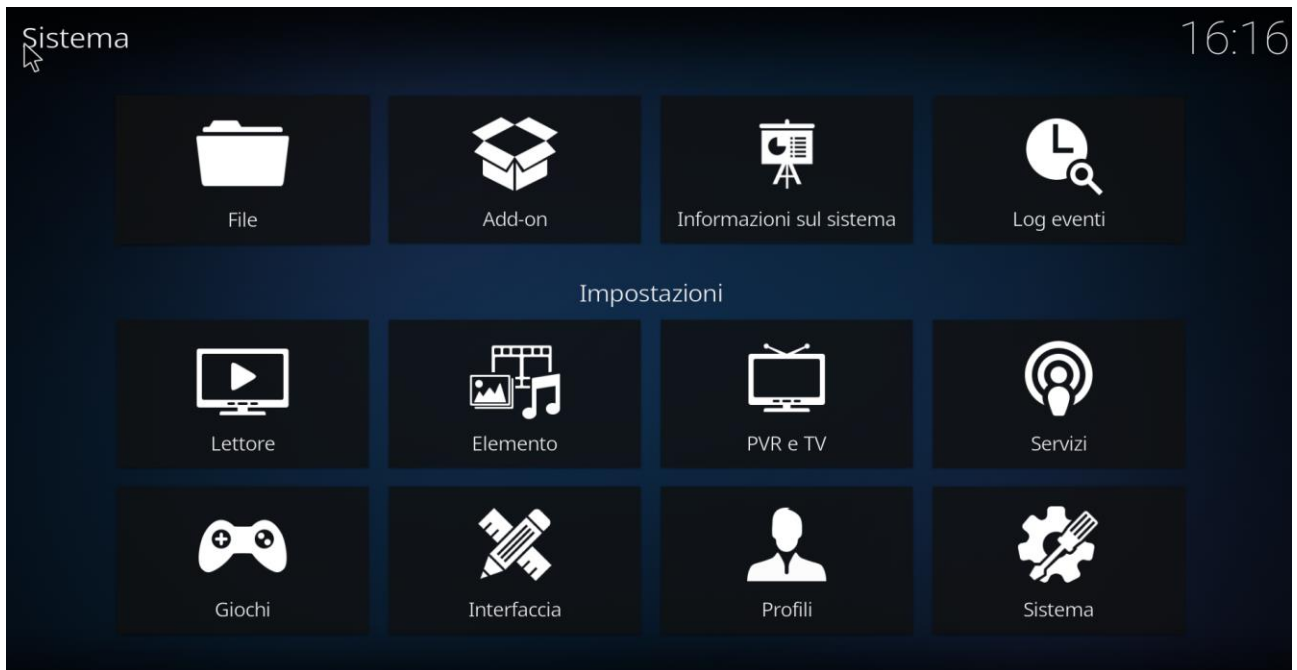 Sistema
16:16
File
Add-on
Informazioni sul sistema
Log eventi
Impostazioni
Lettore
Elemento
PVR e TV
Servizi
Giochi
Interfaccia
Profili
Sistema